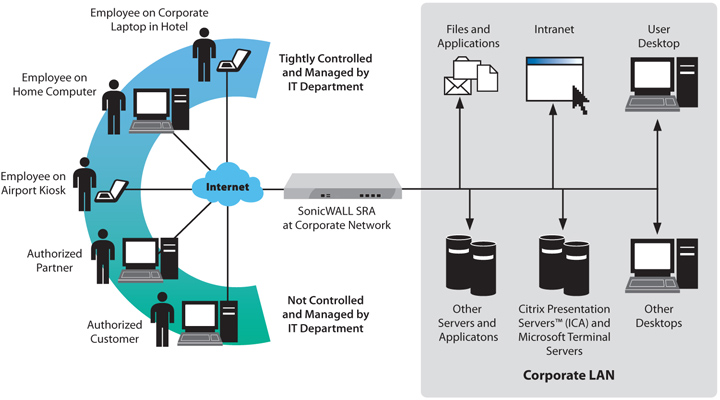 Employee on Corporate
Laptop in Hotel
Tightly Controlled
and Managed by
IT Department
Employee on
Home Computer
Employee on
Airport Kiosk
Internet
SonicWALL SRA
at Corporate Network
Authorized
Partner
Authorized
Customer
Not Controlled
and Managed by
IT Department
Files and
Applications
Intranet
User
Desktop
Other
Servers and
Applicatons
Citrix Presentation
Servers™ (ICA) and
Microsoft Terminal
Servers
Other
Desktops
Corporate LAN